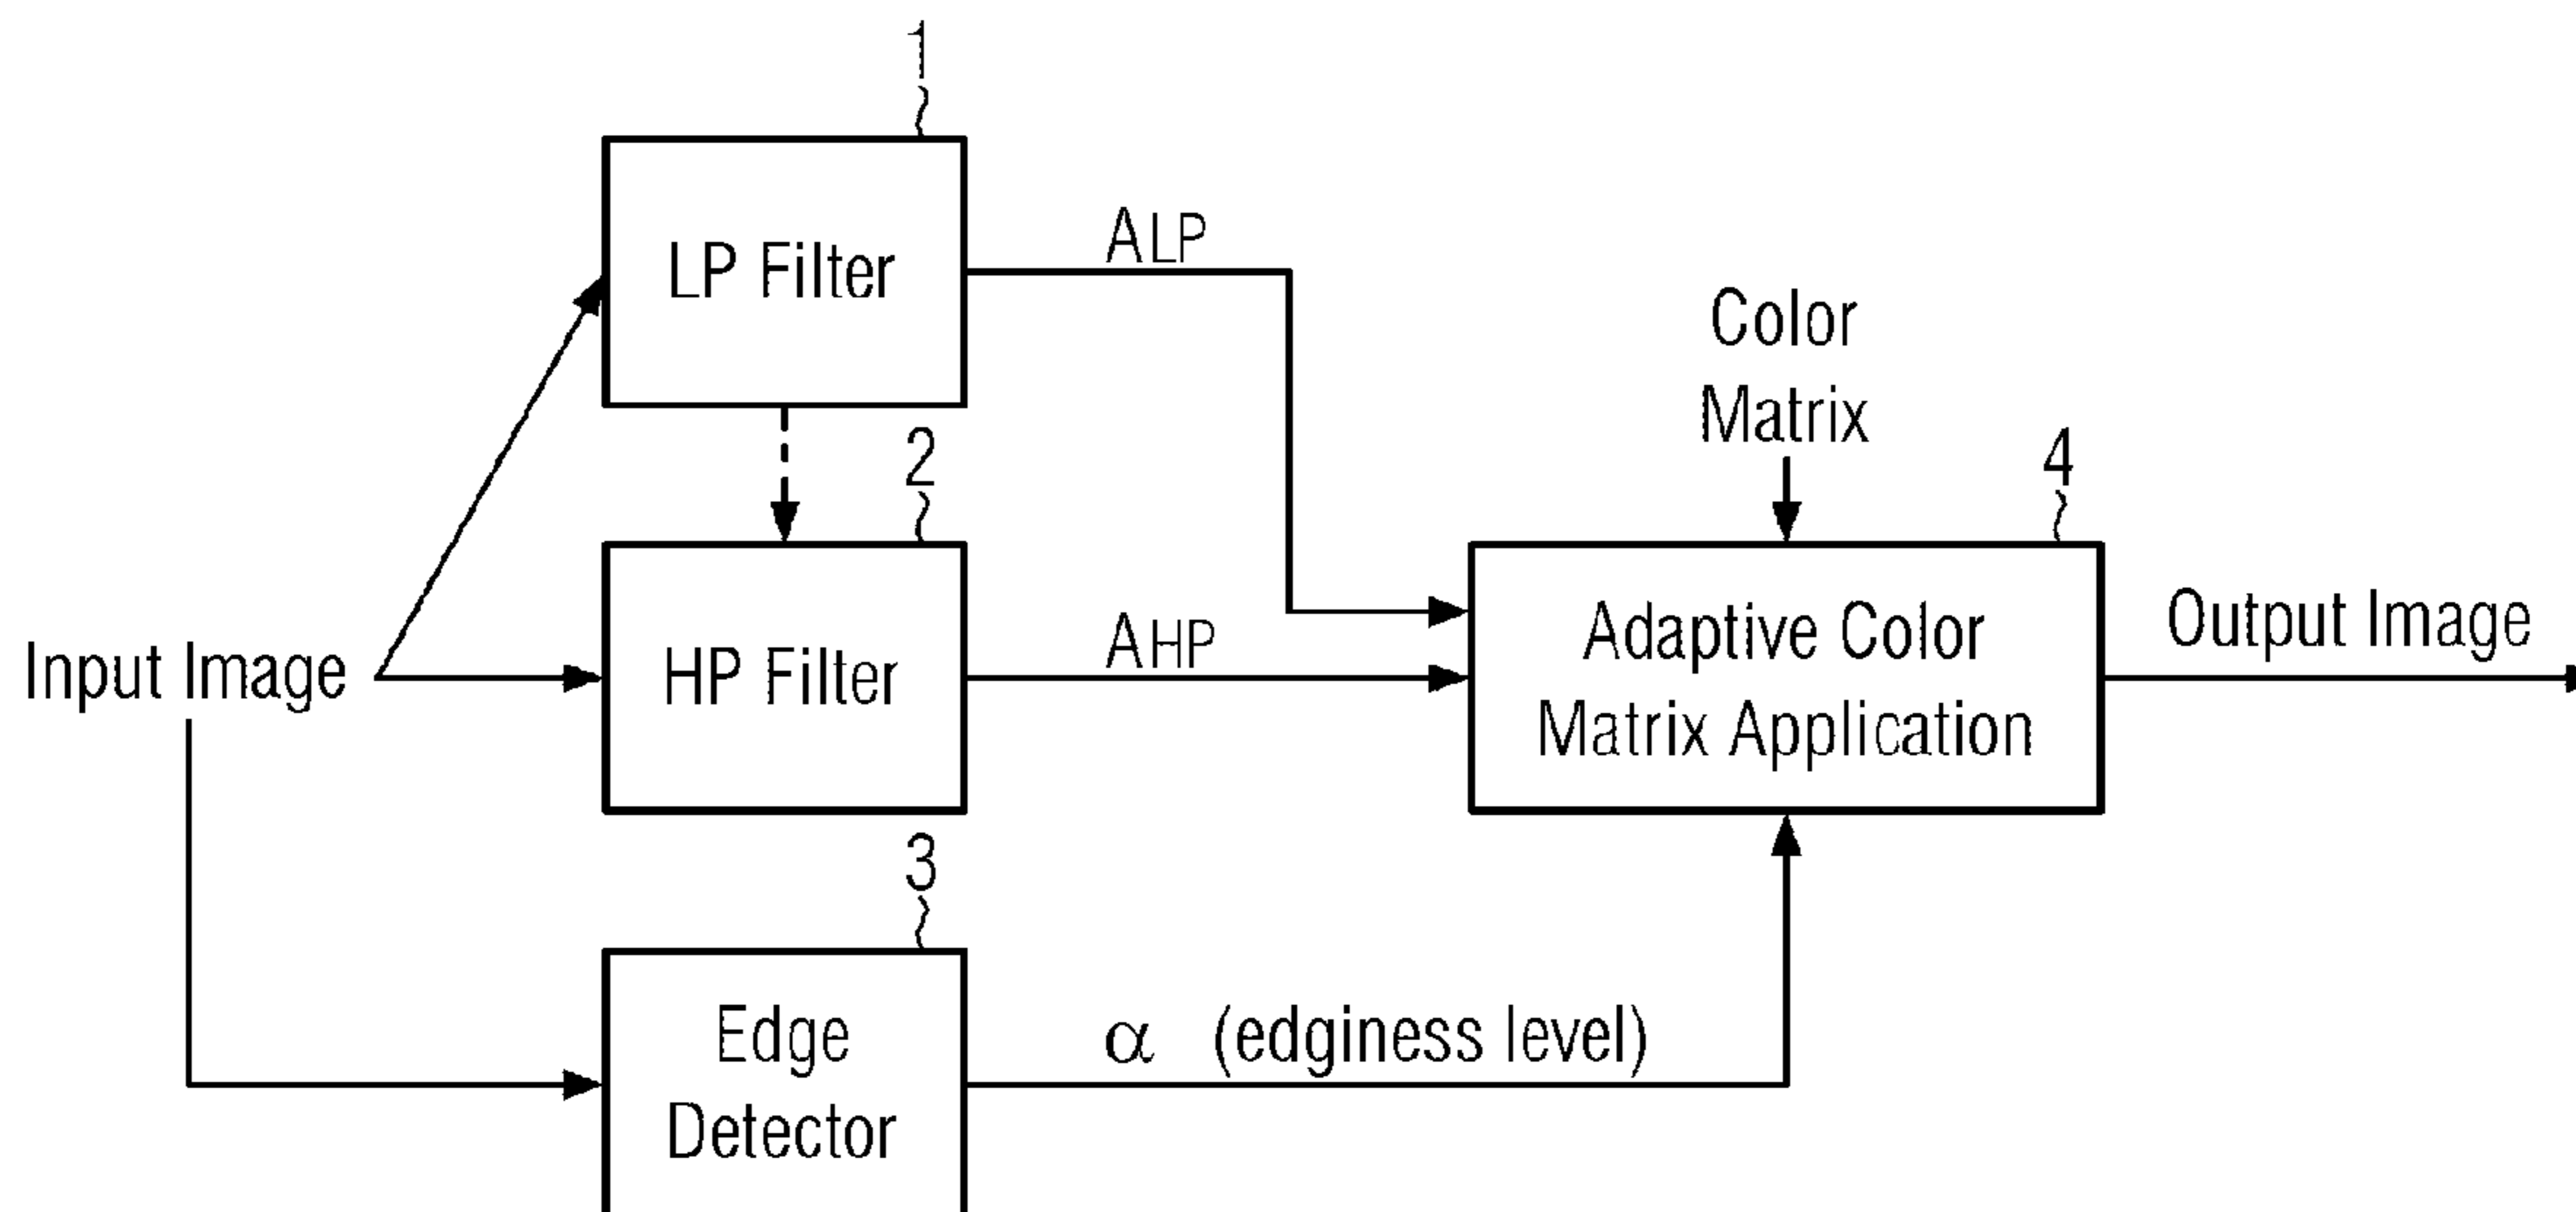 1
LP Filter
ALP
Color
Matrix
2
4
HP Filter
AHP
Adaptive Color
Matrix Application
Output Image
Input Image
3
Edge
Detector
α (edginess level)